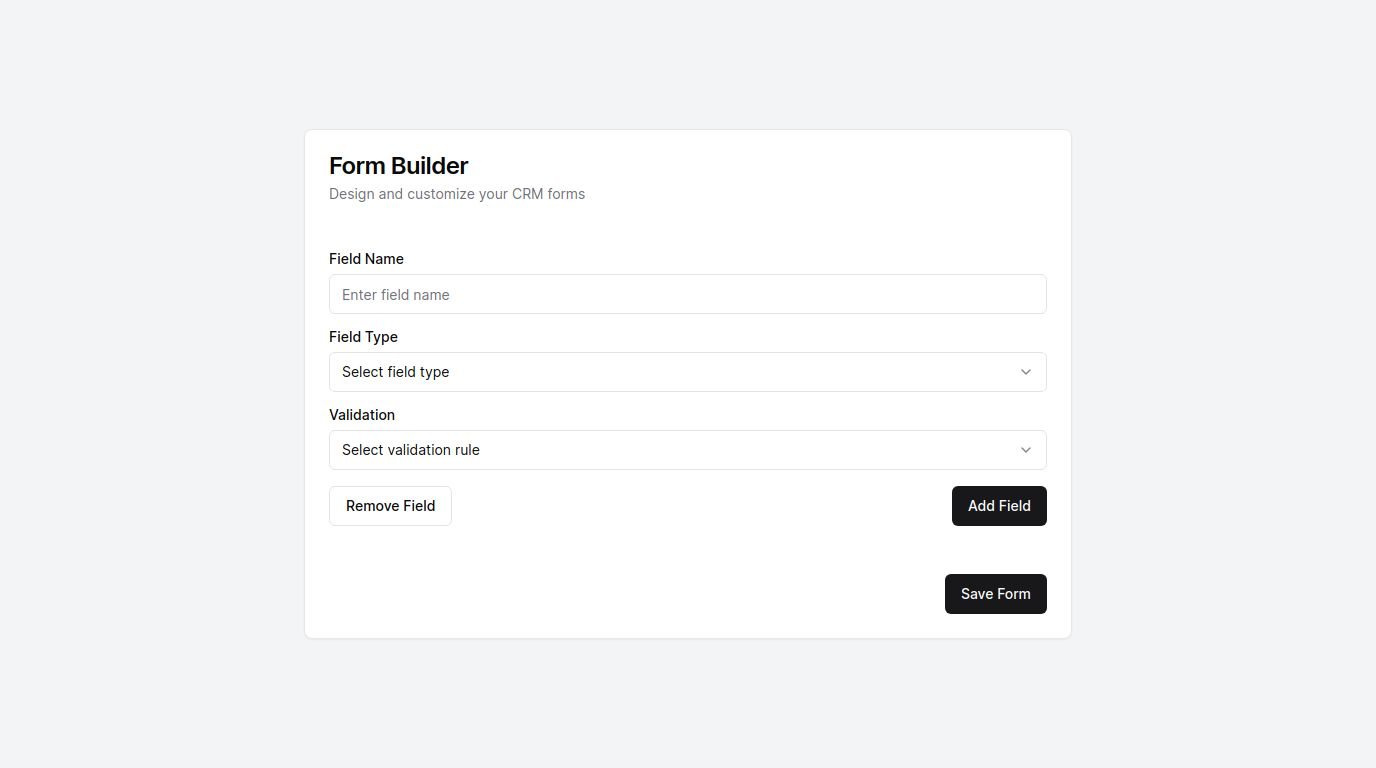 Form Builder
Design and customize your CRM forms
Field Name
Enter field name
Field Type
Select field type
Validation
Select validation rule
Remove Field
Add Field
Save Form